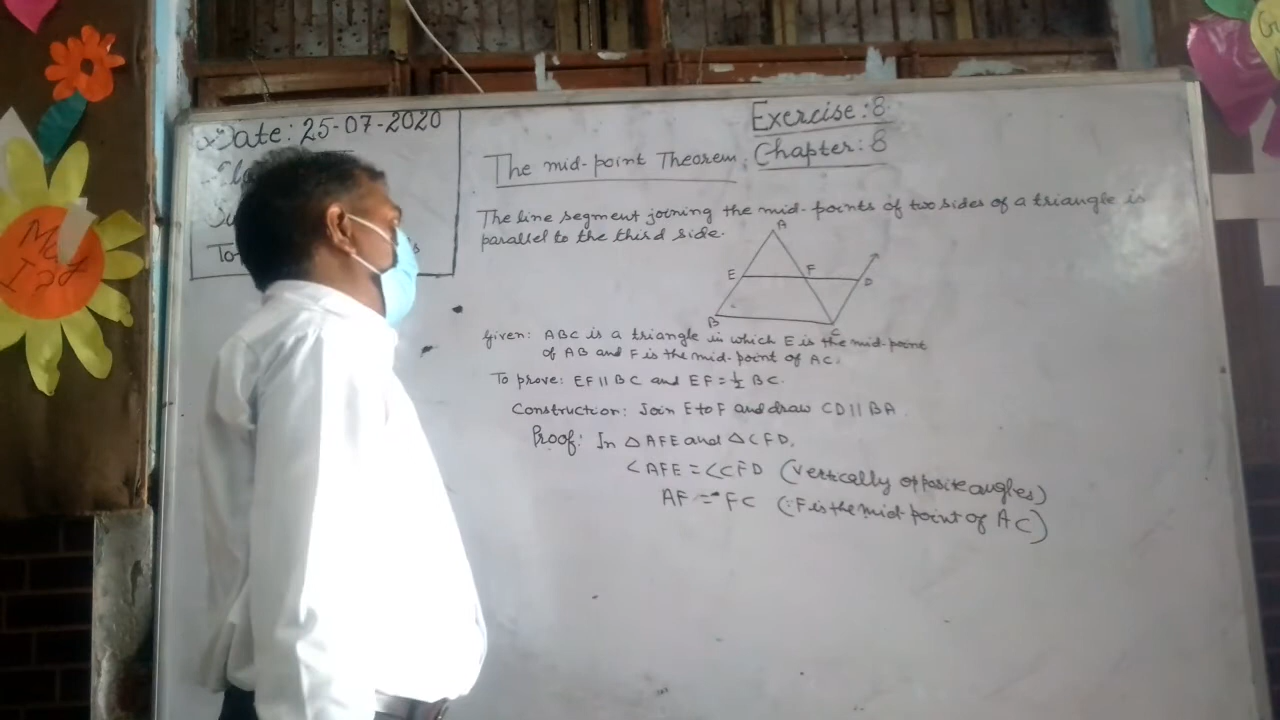 Date: 25-07-2020
Exercise: 8
The mid-point Theorem: Chapter: 8
The line segment joining the mid-points of two sides of a triangle is
parallel to the third side.
A
E F D
B C
Given: ABC is a triangle in which E is the mid-point
of AB and F is the mid-point of AC.
To prove: EF || BC and EF = ½ BC.
Construction: Join E to F and draw CD || BA.
Proof: In △ AFE and △ CFD,
∠AFE = ∠CFD (vertically opposite angles)
AF = FC (∵ F is the mid-point of AC)